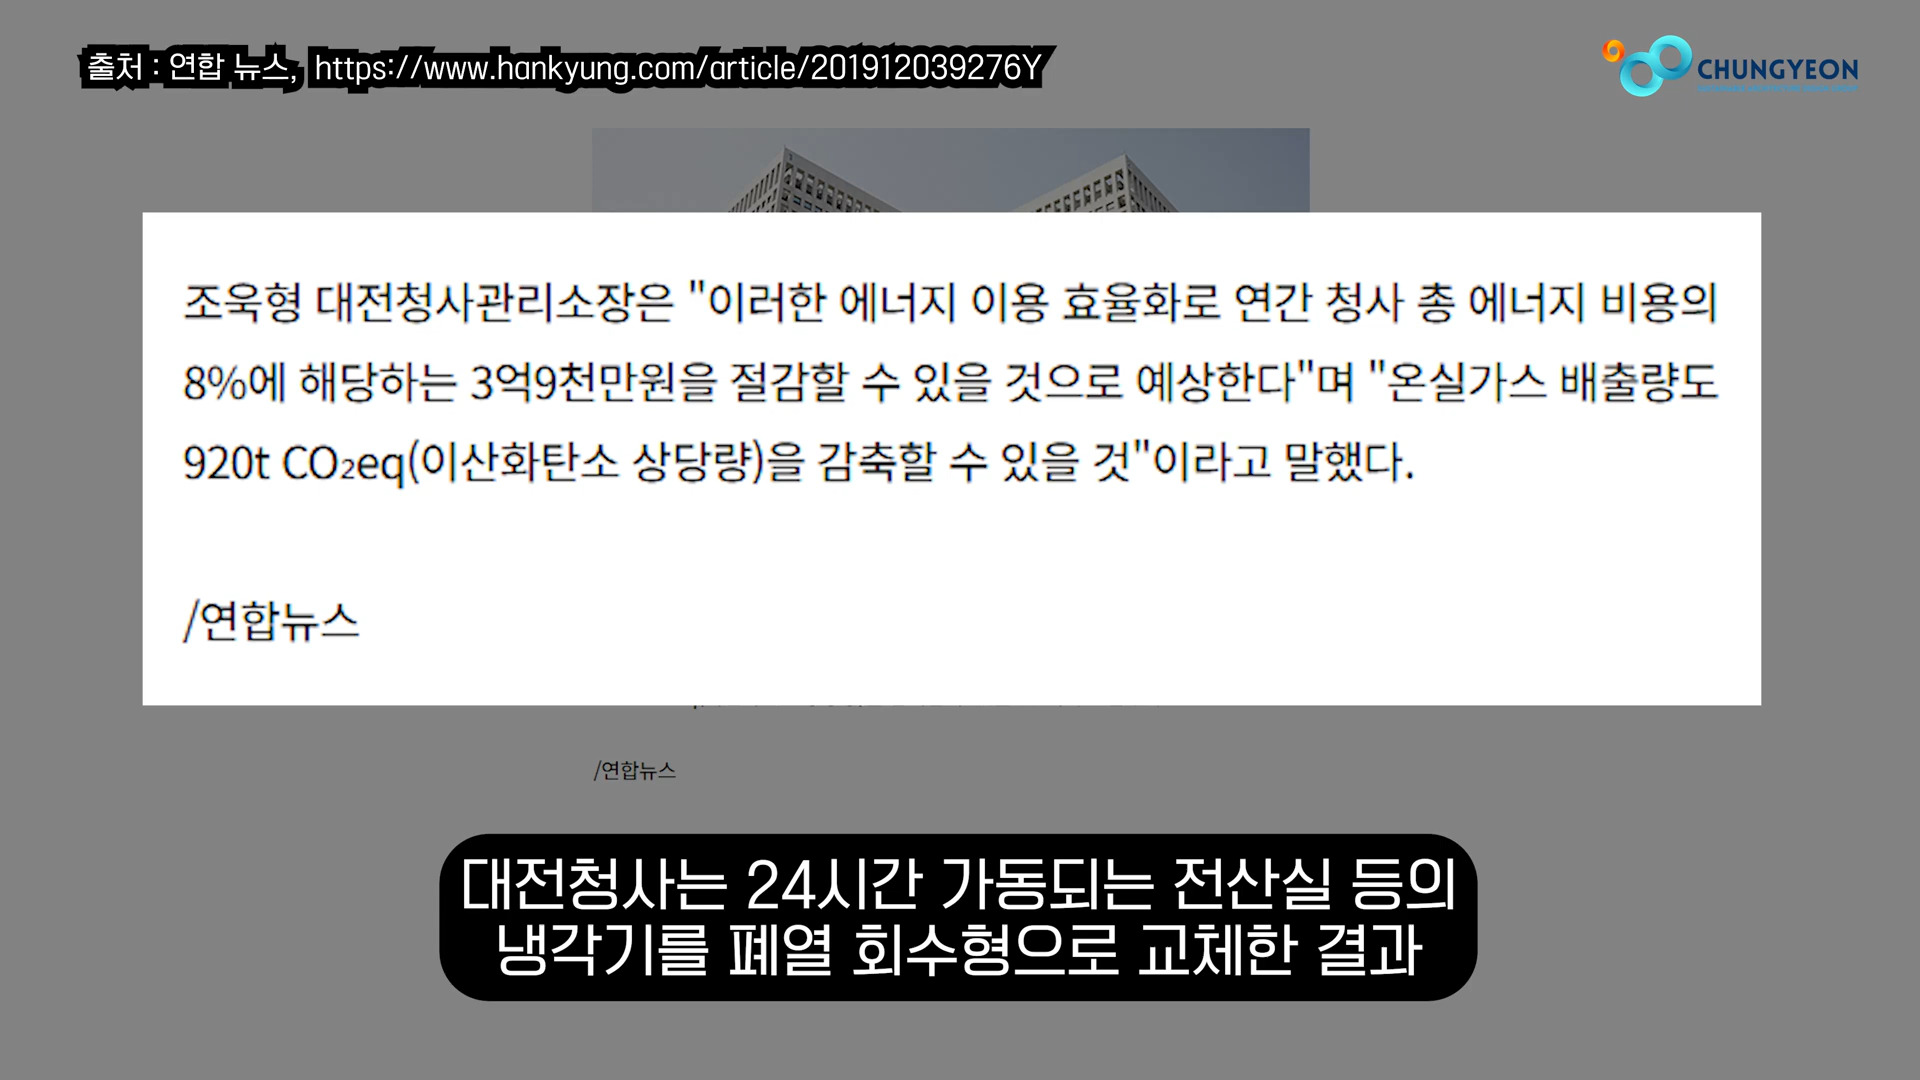 출처 : 연합 뉴스, https://www.hankyung.com/article/201912039276Y
CHUNGYEON
조욱형 대전청사관리소장은 "이러한 에너지 이용 효율화로 연간 청사 총 에너지 비용의
8%에 해당하는 3억9천만원을 절감할 수 있을 것으로 예상한다"며 "온실가스 배출량도
920t CO₂eq(이산화탄소 상당량)을 감축할 수 있을 것"이라고 말했다.
/연합뉴스
/연합뉴스
대전청사는 24시간 가동되는 전산실 등의
냉각기를 폐열 회수형으로 교체한 결과